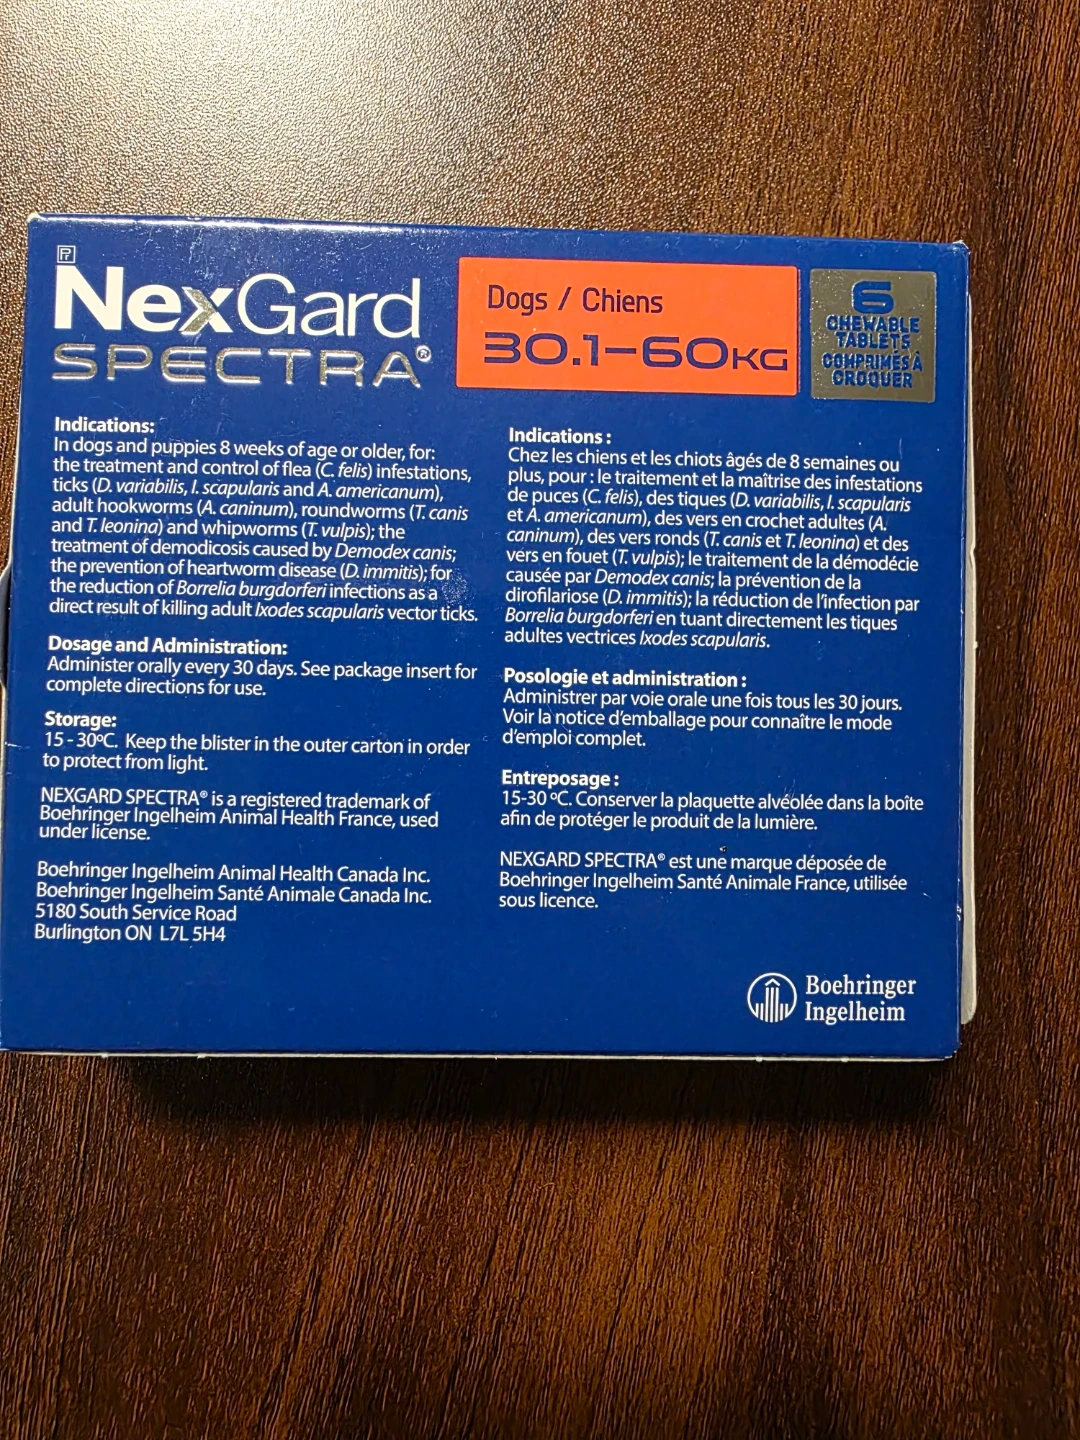 Pr
NexGard
SPECTRA®
Dogs / Chiens
30.1–60KG
6
CHEWABLE
TABLETS
COMPRIMÉS À
CROQUER
Indications:
In dogs and puppies 8 weeks of age or older, for:
the treatment and control of flea (C. felis) infestations,
ticks (D. variabilis, I. scapularis and A. americanum),
adult hookworms (A. caninum), roundworms (T. canis
and T. leonina) and whipworms (T. vulpis); the
treatment of demodicosis caused by Demodex canis;
the prevention of heartworm disease (D. immitis); for
the reduction of Borrelia burgdorferi infections as a
direct result of killing adult Ixodes scapularis vector ticks.
Dosage and Administration:
Administer orally every 30 days. See package insert for
complete directions for use.
Storage:
15 - 30ºC. Keep the blister in the outer carton in order
to protect from light.
NEXGARD SPECTRA® is a registered trademark of
Boehringer Ingelheim Animal Health France, used
under license.
Boehringer Ingelheim Animal Health Canada Inc.
Boehringer Ingelheim Santé Animale Canada Inc.
5180 South Service Road
Burlington ON L7L 5H4
Indications :
Chez les chiens et les chiots âgés de 8 semaines ou
plus, pour : le traitement et la maîtrise des infestations
de puces (C. felis), des tiques (D. variabilis, I. scapularis
et A. americanum), des vers en crochet adultes (A.
caninum), des vers ronds (T. canis et T. leonina) et des
vers en fouet (T. vulpis); le traitement de la démodécie
causée par Demodex canis; la prévention de la
dirofilariose (D. immitis); la réduction de l'infection par
Borrelia burgdorferi en tuant directement les tiques
adultes vectrices Ixodes scapularis.
Posologie et administration :
Administrer par voie orale une fois tous les 30 jours.
Voir la notice d'emballage pour connaître le mode
d'emploi complet.
Entreposage :
15-30 ºC. Conserver la plaquette alvéolée dans la boîte
afin de protéger le produit de la lumière.
NEXGARD SPECTRA® est une marque déposée de
Boehringer Ingelheim Santé Animale France, utilisée
sous licence.
Boehringer
Ingelheim